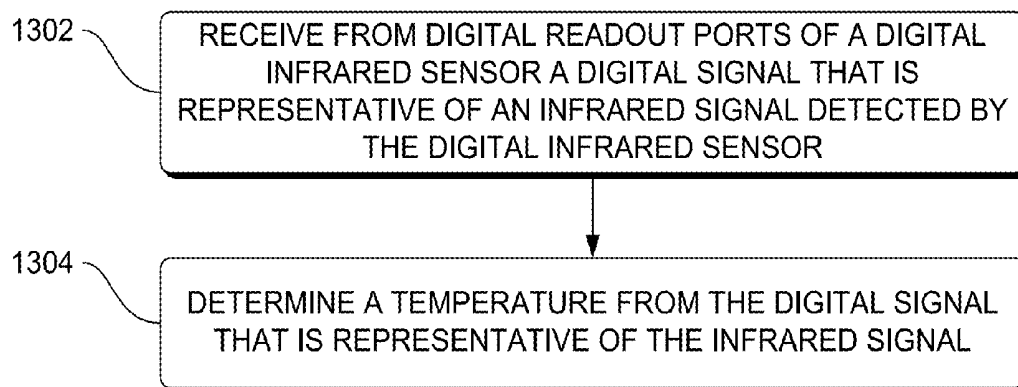 1302
RECEIVE FROM DIGITAL READOUT PORTS OF A DIGITAL
INFRARED SENSOR A DIGITAL SIGNAL THAT IS
REPRESENTATIVE OF AN INFRARED SIGNAL DETECTED BY
THE DIGITAL INFRARED SENSOR
1304
DETERMINE A TEMPERATURE FROM THE DIGITAL SIGNAL
THAT IS REPRESENTATIVE OF THE INFRARED SIGNAL